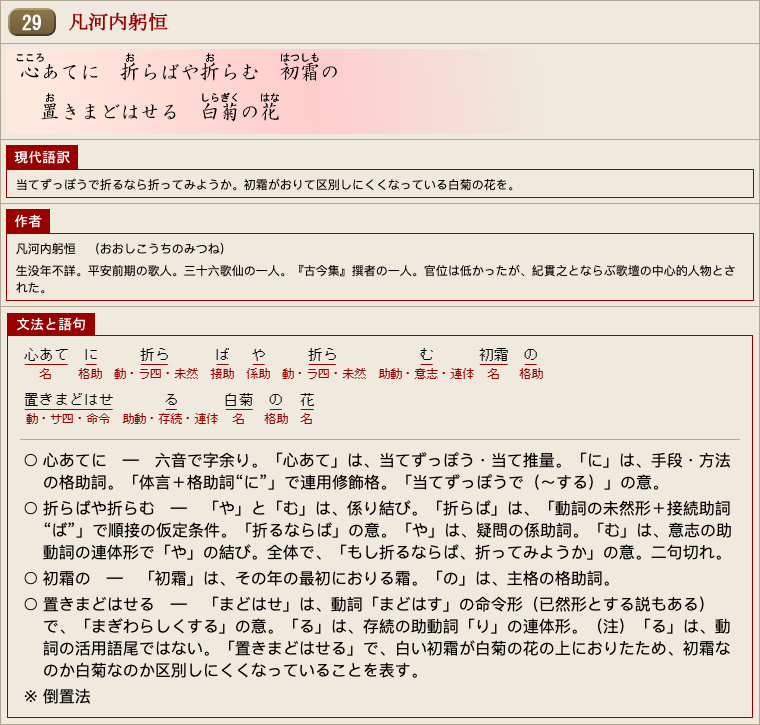 29 凡河内躬恒
こころ お お はつしも
心あてに 折らばや折らむ 初霜の
お しらぎく はな
置きまどはせる 白菊の花
現代語訳
当てずっぽうで折るなら折ってみようか。初霜がおりて区別しにくくなっている白菊の花を。
作者
凡河内躬恒 （おおしこうちのみつね）
生没年不詳。平安前期の歌人。三十六歌仙の一人。『古今集』撰者の一人。官位は低かったが、紀貫之とならぶ歌壇の中心的人物とさ
れた。
文法と語句
心あて に 折ら ば や 折ら む 初霜 の
名 格助 動・ラ四・未然 接助 係助 動・ラ四・未然 助動・意志・連体 名 格助
置きまどはせ る 白菊 の 花
動・サ四・命令 助動・存続・連体 名 格助 名
○ 心あてに ― 六音で字余り。「心あて」は、当てずっぽう・当て推量。「に」は、手段・方法
の格助詞。「体言＋格助詞“に”」で連用修飾格。「当てずっぽうで（～する）」の意。
○ 折らばや折らむ ― 「や」と「む」は、係り結び。「折らば」は、「動詞の未然形＋接続助詞
“ば”」で順接の仮定条件。「折るならば」の意。「や」は、疑問の係助詞。「む」は、意志の助
動詞の連体形で「や」の結び。全体で、「もし折るならば、折ってみようか」の意。二句切れ。
○ 初霜の ― 「初霜」は、その年の最初におりる霜。「の」は、主格の格助詞。
○ 置きまどはせる ― 「まどはせ」は、動詞「まどはす」の命令形（已然形とする説もある）
で、「まぎわらしくする」の意。「る」は、存続の助動詞「り」の連体形。（注）「る」は、動
詞の活用語尾ではない。「置きまどはせる」で、白い初霜が白菊の花の上におりたため、初霜な
のか白菊なのか区別しにくくなっていることを表す。
※ 倒置法